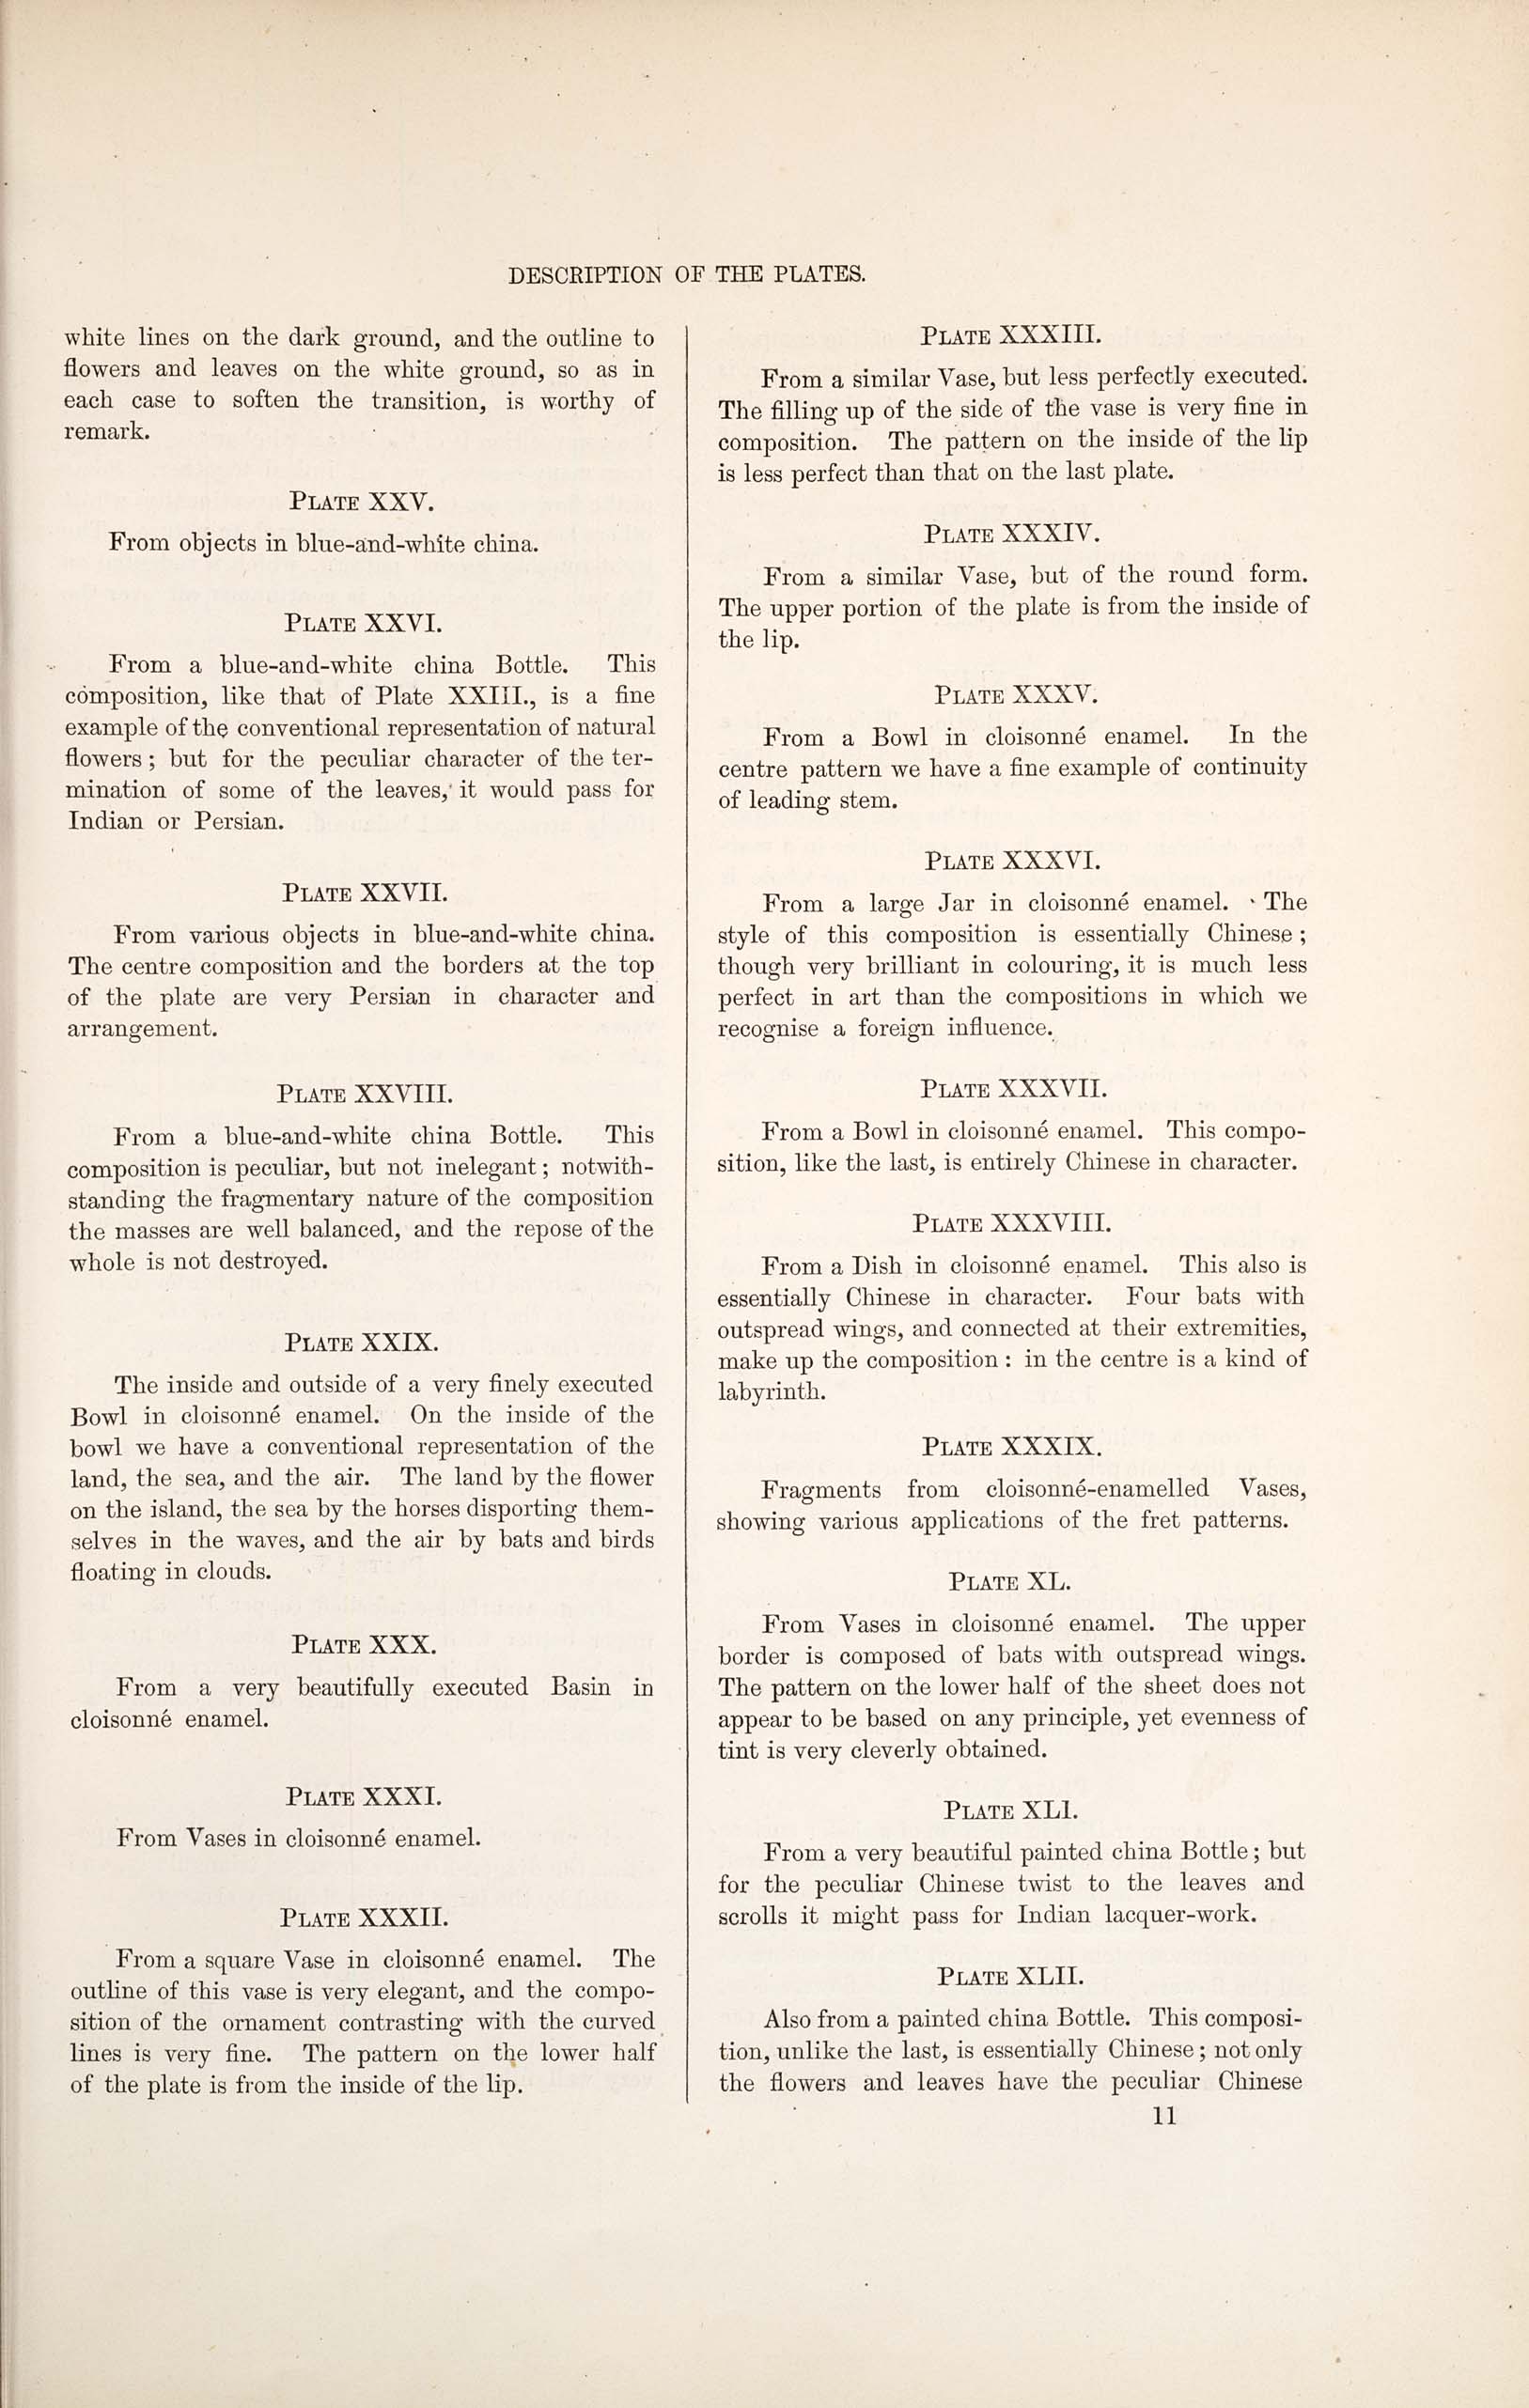 DESCRIPTION OF THE PLATES.
white lines on the dark ground, and the outline to
flowers and leaves on the white ground, so as in
each case to soften the transition, is worthy of
remark.
PLATE XXV.
From objects in blue-and-white china.
PLATE XXVI.
From a blue-and-white china Bottle. This
composition, like that of Plate XXIII., is a fine
example of the conventional representation of natural
flowers; but for the peculiar character of the ter-
mination of some of the leaves, it would pass for
Indian or Persian.
PLATE XXVII.
From various objects in blue-and-white china.
The centre composition and the borders at the top
of the plate are very Persian in character and
arrangement.
PLATE XXVIII.
From a blue-and-white china Bottle. This
composition is peculiar, but not inelegant; notwith-
standing the fragmentary nature of the composition
the masses are well balanced, and the repose of the
whole is not destroyed.
PLATE XXIX.
The inside and outside of a very finely executed
Bowl in cloisonné enamel. On the inside of the
bowl we have a conventional representation of the
land, the sea, and the air. The land by the flower
on the island, the sea by the horses disporting them-
selves in the waves, and the air by bats and birds
floating in clouds.
PLATE XXX.
From a very beautifully executed Basin in
cloisonné enamel.
PLATE XXXI.
From Vases in cloisonné enamel.
PLATE XXXII.
From a square Vase in cloisonné enamel. The
outline of this vase is very elegant, and the compo-
sition of the ornament contrasting with the curved
lines is very fine. The pattern on the lower half
of the plate is from the inside of the lip.
PLATE XXXIII.
From a similar Vase, but less perfectly executed.
The filling up of the side of the vase is very fine in
composition. The pattern on the inside of the lip
is less perfect than that on the last plate.
PLATE XXXIV.
From a similar Vase, but of the round form.
The upper portion of the plate is from the inside of
the lip.
PLATE XXXV.
From a Bowl in cloisonné enamel. In the
centre pattern we have a fine example of continuity
of leading stem.
PLATE XXXVI.
From a large Jar in cloisonné enamel. The
style of this composition is essentially Chinese;
though very brilliant in colouring, it is much less
perfect in art than the compositions in which we
recognise a foreign influence.
PLATE XXXVII.
From a Bowl in cloisonné enamel. This compo-
sition, like the last, is entirely Chinese in character.
PLATE XXXVIII.
From a Dish in cloisonné enamel. This also is
essentially Chinese in character. Four bats with
outspread wings, and connected at their extremities,
make up the composition: in the centre is a kind of
labyrinth.
PLATE XXXIX.
Fragments from cloisonné-enamelled Vases,
showing various applications of the fret patterns.
PLATE XL.
From Vases in cloisonné enamel. The upper
border is composed of bats with outspread wings.
The pattern on the lower half of the sheet does not
appear to be based on any principle, yet evenness of
tint is very cleverly obtained.
PLATE XLI.
From a very beautiful painted china Bottle; but
for the peculiar Chinese twist to the leaves and
scrolls it might pass for Indian lacquer-work.
PLATE XLII.
Also from a painted china Bottle. This composi-
tion, unlike the last, is essentially Chinese; not only
the flowers and leaves have the peculiar Chinese
11